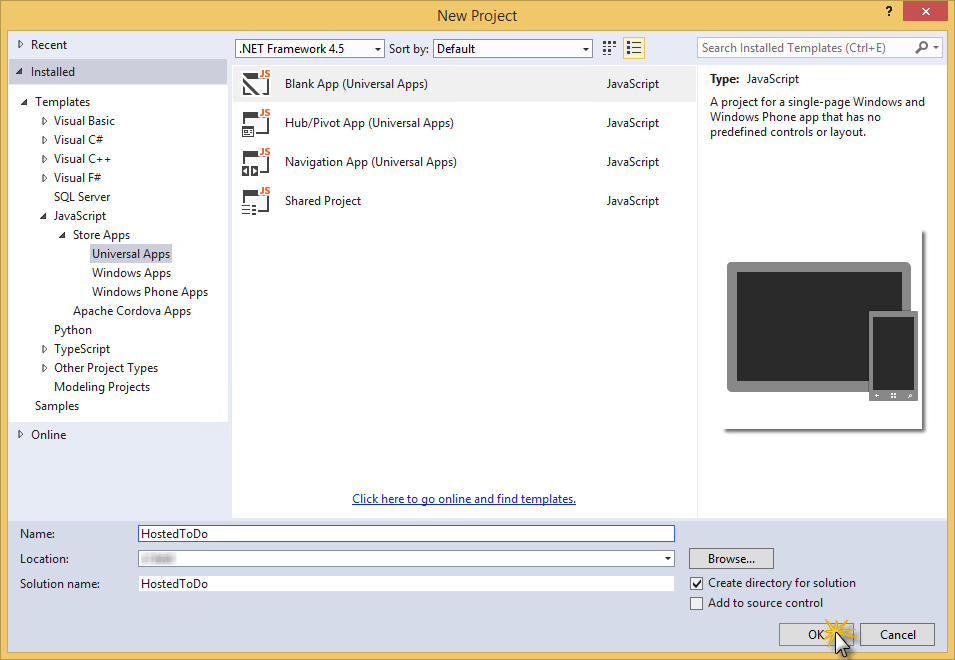 New Project
?
Recent
Installed
Templates
Visual Basic
Visual C#
Visual C++
Visual F#
SQL Server
JavaScript
Store Apps
Universal Apps
Windows Apps
Windows Phone Apps
Apache Cordova Apps
Python
TypeScript
Other Project Types
Modeling Projects
Samples
Online
.NET Framework 4.5
Sort by: Default
JS Blank App (Universal Apps) JavaScript
JS Hub/Pivot App (Universal Apps) JavaScript
JS Navigation App (Universal Apps) JavaScript
JS Shared Project JavaScript
Click here to go online and find templates.
Search Installed Templates (Ctrl+E)
Type: JavaScript
A project for a single-page Windows and
Windows Phone app that has no
predefined controls or layout.
Name: HostedToDo
Location:
Browse...
Solution name: HostedToDo
Create directory for solution
Add to source control
OK
Cancel